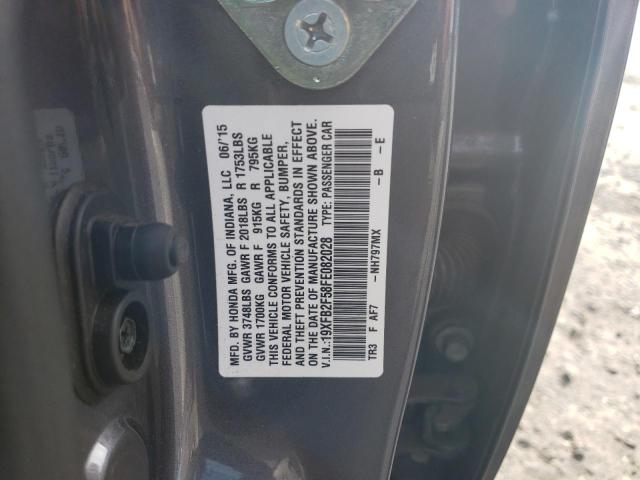 MFD. BY HONDA MFG. OF INDIANA, LLC 06/15
GVWR 3748LBS GAWR F 2018LBS R 1753LBS
GVWR 1700KG GAWR F 915KG R 795KG
THIS VEHICLE CONFORMS TO ALL APPLICABLE
FEDERAL MOTOR VEHICLE SAFETY, BUMPER,
AND THEFT PREVENTION STANDARDS IN EFFECT
ON THE DATE OF MANUFACTURE SHOWN ABOVE.
V.I.N.:19XFB2F58FE082028 TYPE: PASSENGER CAR
TR3 F AF7 -NH797MX -B -E